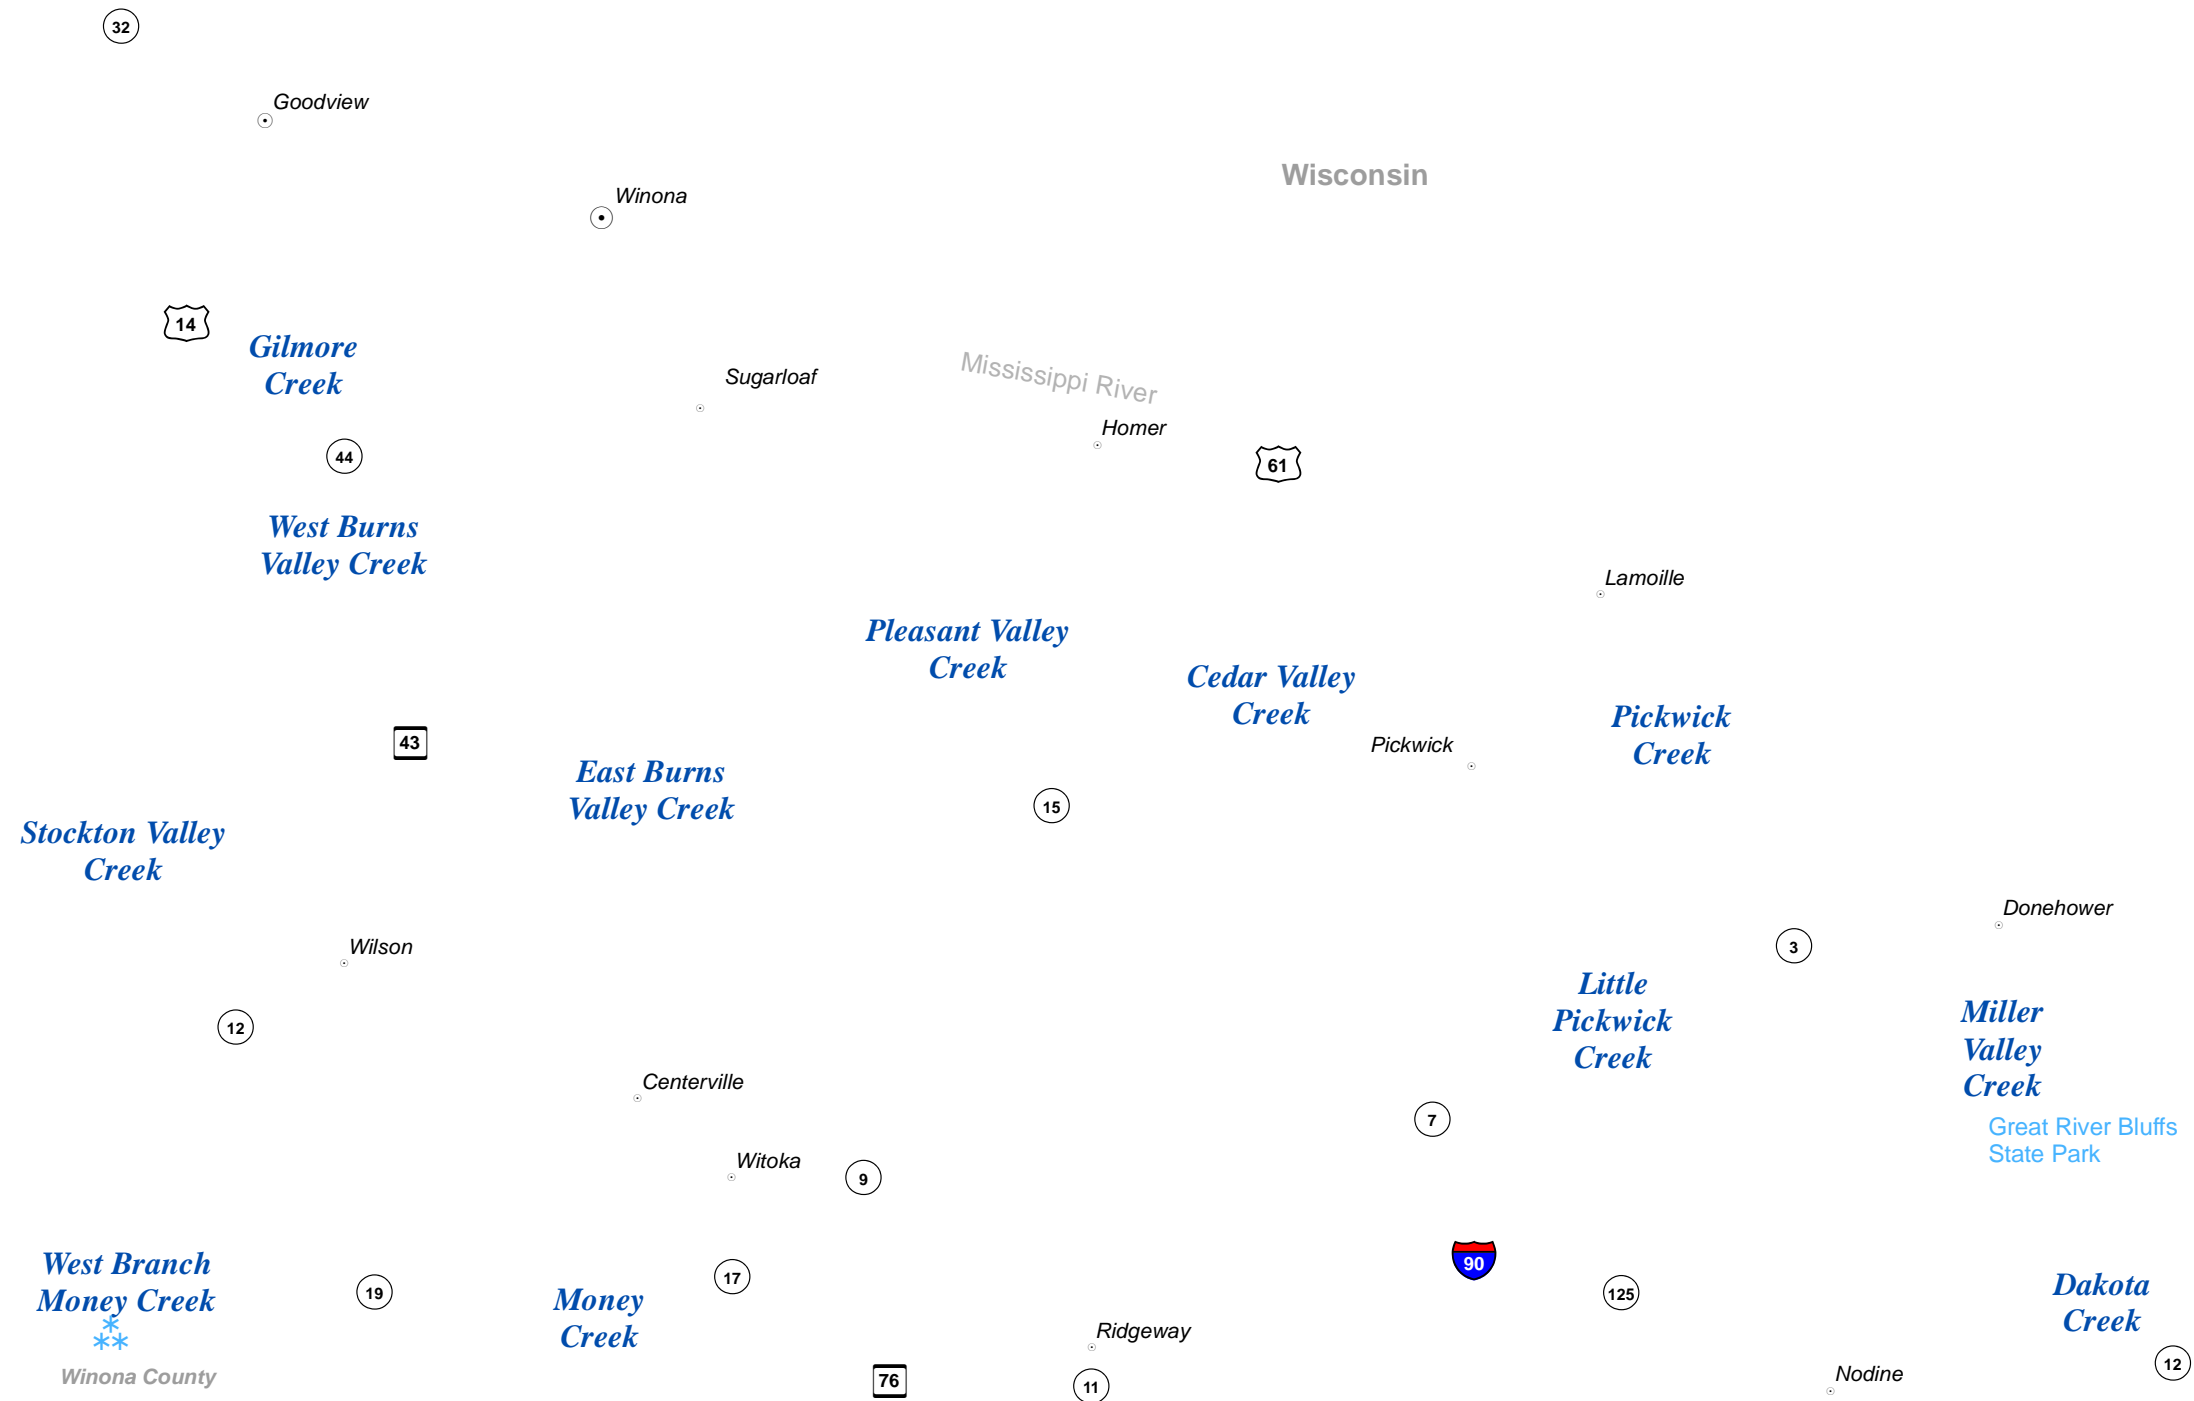 32
Goodview
Wisconsin
Winona
14
Gilmore
Creek
Sugarloaf
Mississippi River
Homer
44
61
West Burns
Valley Creek
Lamoille
Pleasant Valley
Creek
Cedar Valley
Creek
Pickwick
Creek
43
Pickwick
East Burns
Valley Creek
15
Stockton Valley
Creek
Donehower
Wilson
3
Little
Pickwick
Creek
12
Miller
Valley
Creek
Centerville
7
Great River Bluffs
State Park
Witoka
9
West Branch
Money Creek
90
17
19
125
Money
Creek
Dakota
Creek
Ridgeway
12
Winona County
76
11
Nodine